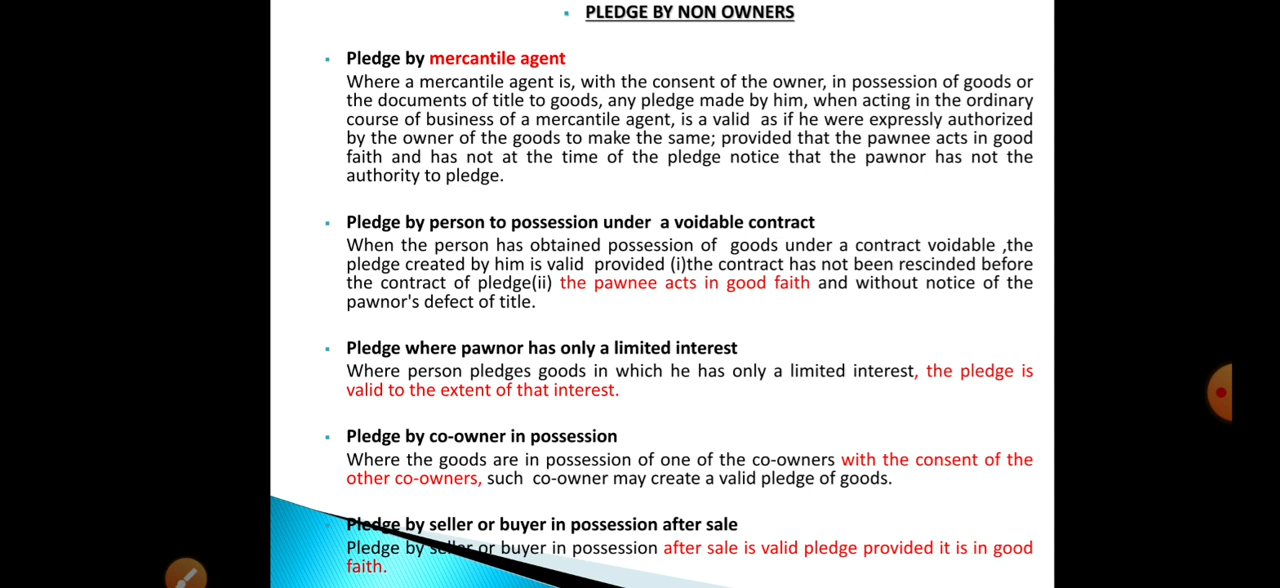 PLEDGE BY NON OWNERS
Pledge by mercantile agent
Where a mercantile agent is, with the consent of the owner, in possession of goods or
the documents of title to goods, any pledge made by him, when acting in the ordinary
course of business of a mercantile agent, is a valid as if he were expressly authorized
by the owner of the goods to make the same; provided that the pawnee acts in good
faith and has not at the time of the pledge notice that the pawnor has not the
authority to pledge.
Pledge by person to possession under a voidable contract
When the person has obtained possession of goods under a contract voidable ,the
pledge created by him is valid provided (i)the contract has not been rescinded before
the contract of pledge(ii) the pawnee acts in good faith and without notice of the
pawnor's defect of title.
Pledge where pawnor has only a limited interest
Where person pledges goods in which he has only a limited interest, the pledge is
valid to the extent of that interest.
Pledge by co-owner in possession
Where the goods are in possession of one of the co-owners with the consent of the
other co-owners, such co-owner may create a valid pledge of goods.
Pledge by seller or buyer in possession after sale
Pledge by seller or buyer in possession after sale is valid pledge provided it is in good
faith.